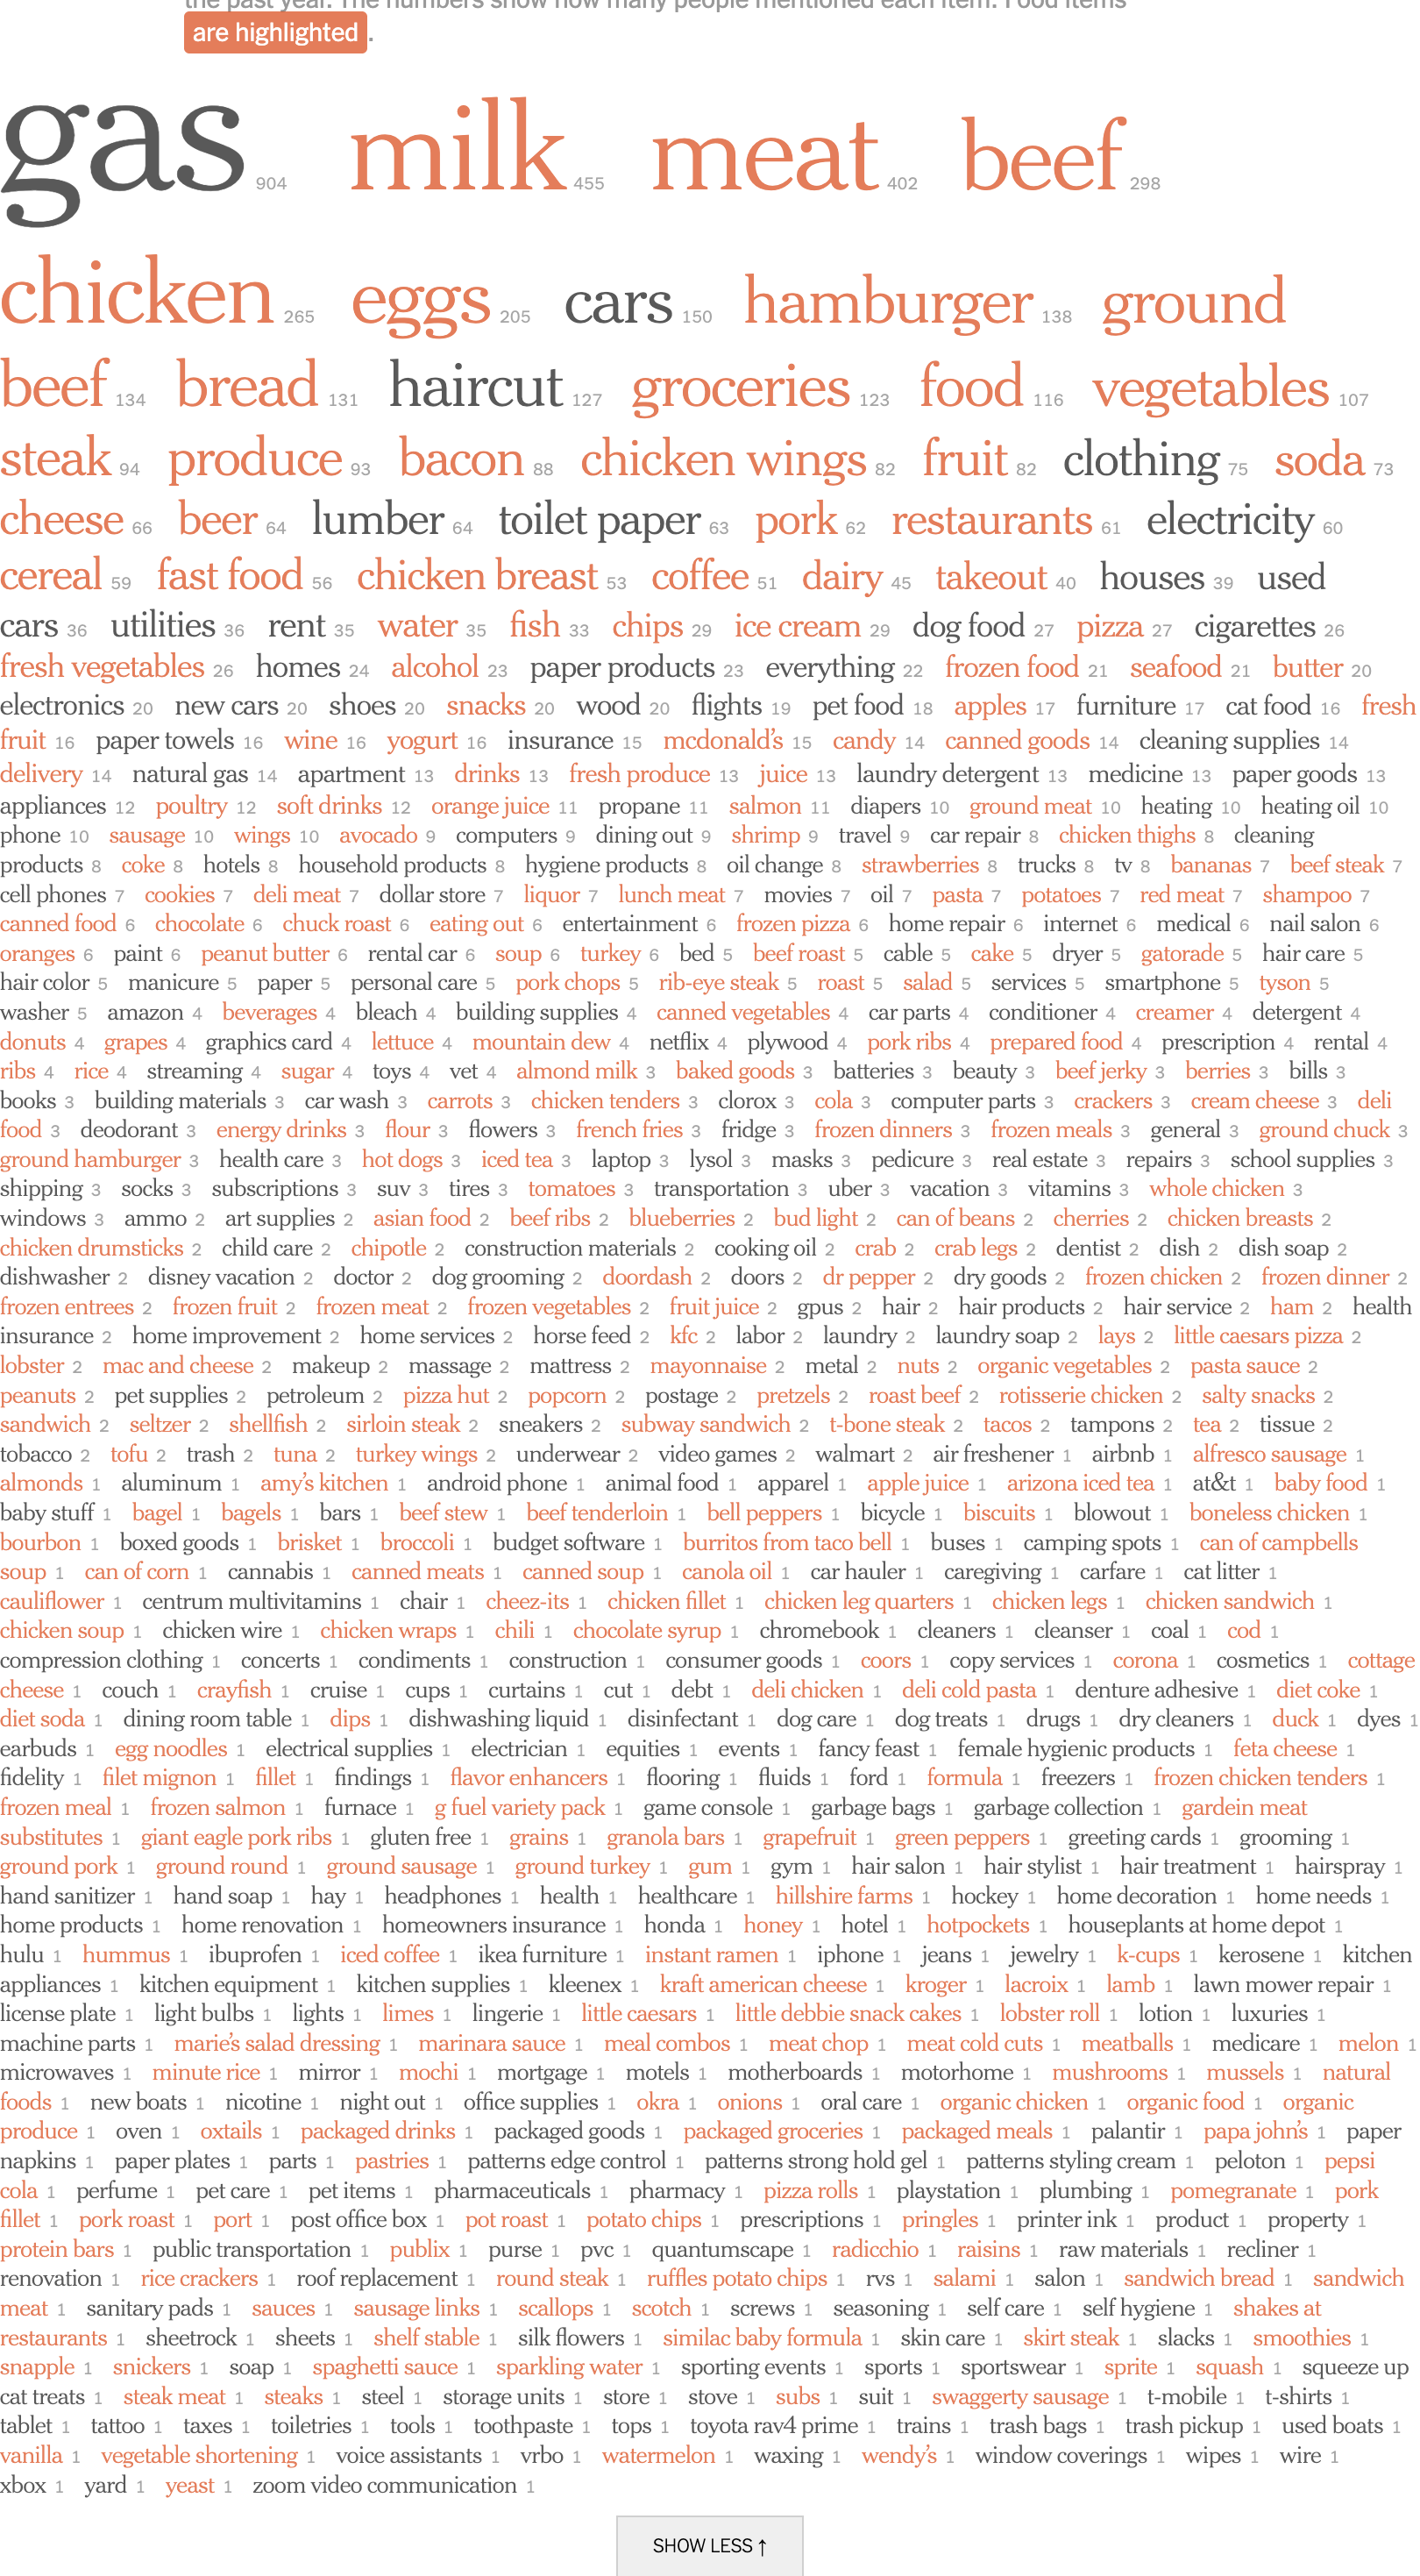 the past year. The numbers show how many people mentioned each item. Food items
are highlighted .
gas 904 milk 455 meat 402 beef 298
chicken 265 eggs 205 cars 150 hamburger 138 ground
beef 134 bread 131 haircut 127 groceries 123 food 116 vegetables 107
steak 94 produce 93 bacon 88 chicken wings 82 fruit 82 clothing 75 soda 73
cheese 66 beer 64 lumber 64 toilet paper 63 pork 62 restaurants 61 electricity 60
cereal 59 fast food 56 chicken breast 53 coffee 51 dairy 45 takeout 40 houses 39 used
cars 36 utilities 36 rent 35 water 35 fish 33 chips 29 ice cream 29 dog food 27 pizza 27 cigarettes 26
fresh vegetables 26 homes 24 alcohol 23 paper products 23 everything 22 frozen food 21 seafood 21 butter 20
electronics 20 new cars 20 shoes 20 snacks 20 wood 20 flights 19 pet food 18 apples 17 furniture 17 cat food 16 fresh
fruit 16 paper towels 16 wine 16 yogurt 16 insurance 15 mcdonald's 15 candy 14 canned goods 14 cleaning supplies 14
delivery 14 natural gas 14 apartment 13 drinks 13 fresh produce 13 juice 13 laundry detergent 13 medicine 13 paper goods 13
appliances 12 poultry 12 soft drinks 12 orange juice 11 propane 11 salmon 11 diapers 10 ground meat 10 heating 10 heating oil 10
phone 10 sausage 10 wings 10 avocado 9 computers 9 dining out 9 shrimp 9 travel 9 car repair 8 chicken thighs 8 cleaning
products 8 coke 8 hotels 8 household products 8 hygiene products 8 oil change 8 strawberries 8 trucks 8 tv 8 bananas 7 beef steak 7
cell phones 7 cookies 7 deli meat 7 dollar store 7 liquor 7 lunch meat 7 movies 7 oil 7 pasta 7 potatoes 7 red meat 7 shampoo 7
canned food 6 chocolate 6 chuck roast 6 eating out 6 entertainment 6 frozen pizza 6 home repair 6 internet 6 medical 6 nail salon 6
oranges 6 paint 6 peanut butter 6 rental car 6 soup 6 turkey 6 bed 5 beef roast 5 cable 5 cake 5 dryer 5 gatorade 5 hair care 5
hair color 5 manicure 5 paper 5 personal care 5 pork chops 5 rib-eye steak 5 roast 5 salad 5 services 5 smartphone 5 tyson 5
washer 5 amazon 4 beverages 4 bleach 4 building supplies 4 canned vegetables 4 car parts 4 conditioner 4 creamer 4 detergent 4
donuts 4 grapes 4 graphics card 4 lettuce 4 mountain dew 4 netflix 4 plywood 4 pork ribs 4 prepared food 4 prescription 4 rental 4
ribs 4 rice 4 streaming 4 sugar 4 toys 4 vet 4 almond milk 3 baked goods 3 batteries 3 beauty 3 beef jerky 3 berries 3 bills 3
books 3 building materials 3 car wash 3 carrots 3 chicken tenders 3 clorox 3 cola 3 computer parts 3 crackers 3 cream cheese 3 deli
food 3 deodorant 3 energy drinks 3 flour 3 flowers 3 french fries 3 fridge 3 frozen dinners 3 frozen meals 3 general 3 ground chuck 3
ground hamburger 3 health care 3 hot dogs 3 iced tea 3 laptop 3 lysol 3 masks 3 pedicure 3 real estate 3 repairs 3 school supplies 3
shipping 3 socks 3 subscriptions 3 suv 3 tires 3 tomatoes 3 transportation 3 uber 3 vacation 3 vitamins 3 whole chicken 3
windows 3 ammo 2 art supplies 2 asian food 2 beef ribs 2 blueberries 2 bud light 2 can of beans 2 cherries 2 chicken breasts 2
chicken drumsticks 2 child care 2 chipotle 2 construction materials 2 cooking oil 2 crab 2 crab legs 2 dentist 2 dish 2 dish soap 2
dishwasher 2 disney vacation 2 doctor 2 dog grooming 2 doordash 2 doors 2 dr pepper 2 dry goods 2 frozen chicken 2 frozen dinner 2
frozen entrees 2 frozen fruit 2 frozen meat 2 frozen vegetables 2 fruit juice 2 gpus 2 hair 2 hair products 2 hair service 2 ham 2 health
insurance 2 home improvement 2 home services 2 horse feed 2 kfc 2 labor 2 laundry 2 laundry soap 2 lays 2 little caesars pizza 2
lobster 2 mac and cheese 2 makeup 2 massage 2 mattress 2 mayonnaise 2 metal 2 nuts 2 organic vegetables 2 pasta sauce 2
peanuts 2 pet supplies 2 petroleum 2 pizza hut 2 popcorn 2 postage 2 pretzels 2 roast beef 2 rotisserie chicken 2 salty snacks 2
sandwich 2 seltzer 2 shellfish 2 sirloin steak 2 sneakers 2 subway sandwich 2 t-bone steak 2 tacos 2 tampons 2 tea 2 tissue 2
tobacco 2 tofu 2 trash 2 tuna 2 turkey wings 2 underwear 2 video games 2 walmart 2 air freshener 1 airbnb 1 alfresco sausage 1
almonds 1 aluminum 1 amy's kitchen 1 android phone 1 animal food 1 apparel 1 apple juice 1 arizona iced tea 1 at&t 1 baby food 1
baby stuff 1 bagel 1 bagels 1 bars 1 beef stew 1 beef tenderloin 1 bell peppers 1 bicycle 1 biscuits 1 blowout 1 boneless chicken 1
bourbon 1 boxed goods 1 brisket 1 broccoli 1 budget software 1 burritos from taco bell 1 buses 1 camping spots 1 can of campbells
soup 1 can of corn 1 cannabis 1 canned meats 1 canned soup 1 canola oil 1 car hauler 1 caregiving 1 carfare 1 cat litter 1
cauliflower 1 centrum multivitamins 1 chair 1 cheez-its 1 chicken fillet 1 chicken leg quarters 1 chicken legs 1 chicken sandwich 1
chicken soup 1 chicken wire 1 chicken wraps 1 chili 1 chocolate syrup 1 chromebook 1 cleaners 1 cleanser 1 coal 1 cod 1
compression clothing 1 concerts 1 condiments 1 construction 1 consumer goods 1 coors 1 copy services 1 corona 1 cosmetics 1 cottage
cheese 1 couch 1 crayfish 1 cruise 1 cups 1 curtains 1 cut 1 debt 1 deli chicken 1 deli cold pasta 1 denture adhesive 1 diet coke 1
diet soda 1 dining room table 1 dips 1 dishwashing liquid 1 disinfectant 1 dog care 1 dog treats 1 drugs 1 dry cleaners 1 duck 1 dyes 1
earbuds 1 egg noodles 1 electrical supplies 1 electrician 1 equities 1 events 1 fancy feast 1 female hygienic products 1 feta cheese 1
fidelity 1 filet mignon 1 fillet 1 findings 1 flavor enhancers 1 flooring 1 fluids 1 ford 1 formula 1 freezers 1 frozen chicken tenders 1
frozen meal 1 frozen salmon 1 furnace 1 g fuel variety pack 1 game console 1 garbage bags 1 garbage collection 1 gardein meat
substitutes 1 giant eagle pork ribs 1 gluten free 1 grains 1 granola bars 1 grapefruit 1 green peppers 1 greeting cards 1 grooming 1
ground pork 1 ground round 1 ground sausage 1 ground turkey 1 gum 1 gym 1 hair salon 1 hair stylist 1 hair treatment 1 hairspray 1
hand sanitizer 1 hand soap 1 hay 1 headphones 1 health 1 healthcare 1 hillshire farms 1 hockey 1 home decoration 1 home needs 1
home products 1 home renovation 1 homeowners insurance 1 honda 1 honey 1 hotel 1 hotpockets 1 houseplants at home depot 1
hulu 1 hummus 1 ibuprofen 1 iced coffee 1 ikea furniture 1 instant ramen 1 iphone 1 jeans 1 jewelry 1 k-cups 1 kerosene 1 kitchen
appliances 1 kitchen equipment 1 kitchen supplies 1 kleenex 1 kraft american cheese 1 kroger 1 lacroix 1 lamb 1 lawn mower repair 1
license plate 1 light bulbs 1 lights 1 limes 1 lingerie 1 little caesars 1 little debbie snack cakes 1 lobster roll 1 lotion 1 luxuries 1
machine parts 1 marie's salad dressing 1 marinara sauce 1 meal combos 1 meat chop 1 meat cold cuts 1 meatballs 1 medicare 1 melon 1
microwaves 1 minute rice 1 mirror 1 mochi 1 mortgage 1 motels 1 motherboards 1 motorhome 1 mushrooms 1 mussels 1 natural
foods 1 new boats 1 nicotine 1 night out 1 office supplies 1 okra 1 onions 1 oral care 1 organic chicken 1 organic food 1 organic
produce 1 oven 1 oxtails 1 packaged drinks 1 packaged goods 1 packaged groceries 1 packaged meals 1 palantir 1 papa john's 1 paper
napkins 1 paper plates 1 parts 1 pastries 1 patterns edge control 1 patterns strong hold gel 1 patterns styling cream 1 peloton 1 pepsi
cola 1 perfume 1 pet care 1 pet items 1 pharmaceuticals 1 pharmacy 1 pizza rolls 1 playstation 1 plumbing 1 pomegranate 1 pork
fillet 1 pork roast 1 port 1 post office box 1 pot roast 1 potato chips 1 prescriptions 1 pringles 1 printer ink 1 product 1 property 1
protein bars 1 public transportation 1 publix 1 purse 1 pvc 1 quantumscape 1 radicchio 1 raisins 1 raw materials 1 recliner 1
renovation 1 rice crackers 1 roof replacement 1 round steak 1 ruffles potato chips 1 rvs 1 salami 1 salon 1 sandwich bread 1 sandwich
meat 1 sanitary pads 1 sauces 1 sausage links 1 scallops 1 scotch 1 screws 1 seasoning 1 self care 1 self hygiene 1 shakes at
restaurants 1 sheetrock 1 sheets 1 shelf stable 1 silk flowers 1 similac baby formula 1 skin care 1 skirt steak 1 slacks 1 smoothies 1
snapple 1 snickers 1 soap 1 spaghetti sauce 1 sparkling water 1 sporting events 1 sports 1 sportswear 1 sprite 1 squash 1 squeeze up
cat treats 1 steak meat 1 steaks 1 steel 1 storage units 1 store 1 stove 1 subs 1 suit 1 swaggerty sausage 1 t-mobile 1 t-shirts 1
tablet 1 tattoo 1 taxes 1 toiletries 1 tools 1 toothpaste 1 tops 1 toyota rav4 prime 1 trains 1 trash bags 1 trash pickup 1 used boats 1
vanilla 1 vegetable shortening 1 voice assistants 1 vrbo 1 watermelon 1 waxing 1 wendy's 1 window coverings 1 wipes 1 wire 1
xbox 1 yard 1 yeast 1 zoom video communication 1
SHOW LESS ↑